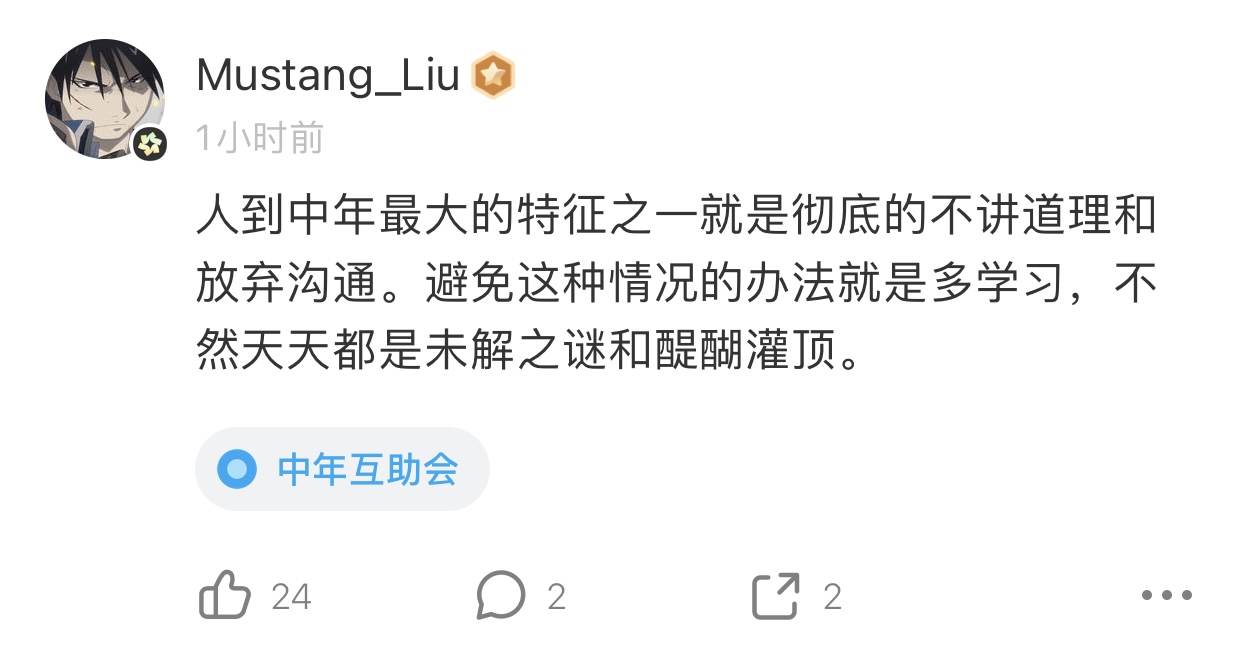 Mustang_Liu
1小时前
人到中年最大的特征之一就是彻底的不讲道理和
放弃沟通。避免这种情况的办法就是多学习，不
然天天都是未解之谜和醍醐灌顶。
中年互助会
24 2 2